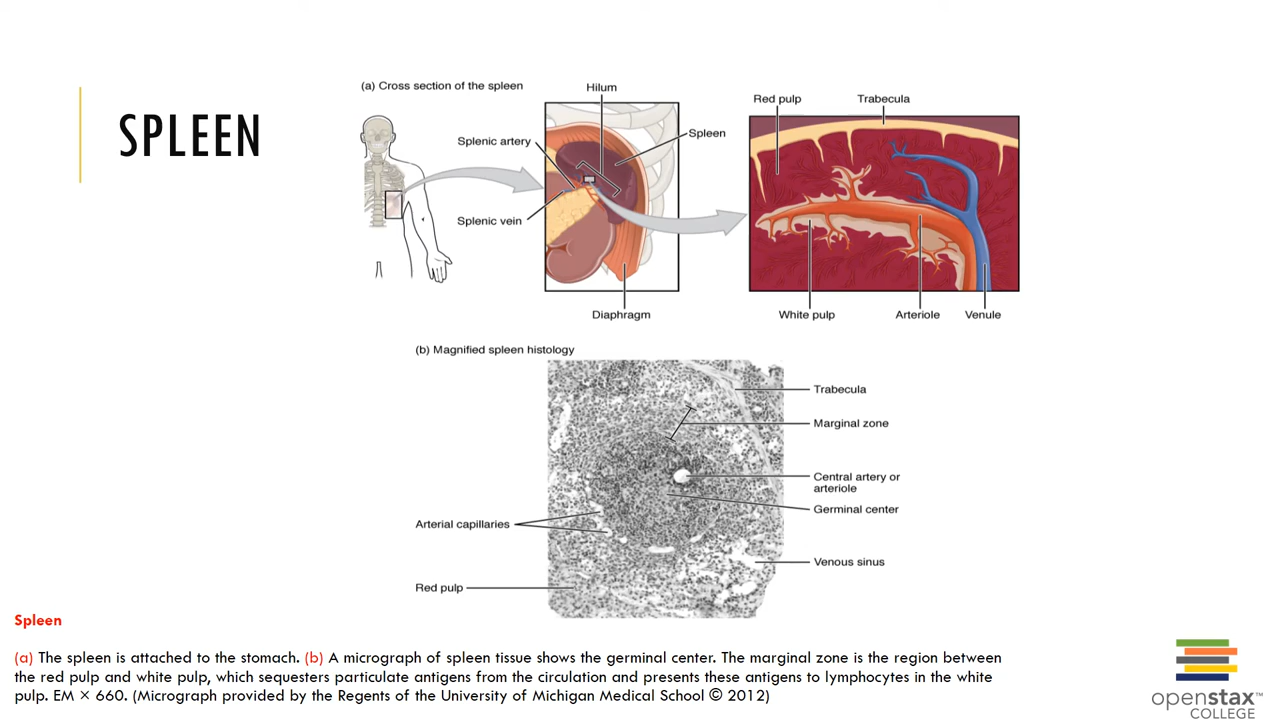 SPLEEN
(a) Cross section of the spleen
Hilum
Splenic artery
Spleen
Splenic vein
Diaphragm
Red pulp
Trabecula
White pulp
Arteriole
Venule
(b) Magnified spleen histology
Trabecula
Marginal zone
Central artery or
arteriole
Germinal center
Arterial capillaries
Venous sinus
Red pulp
Spleen
(a) The spleen is attached to the stomach. (b) A micrograph of spleen tissue shows the germinal center. The marginal zone is the region between
the red pulp and white pulp, which sequesters particulate antigens from the circulation and presents these antigens to lymphocytes in the white
pulp. EM × 660. (Micrograph provided by the Regents of the University of Michigan Medical School © 2012)
openstax™
COLLEGE